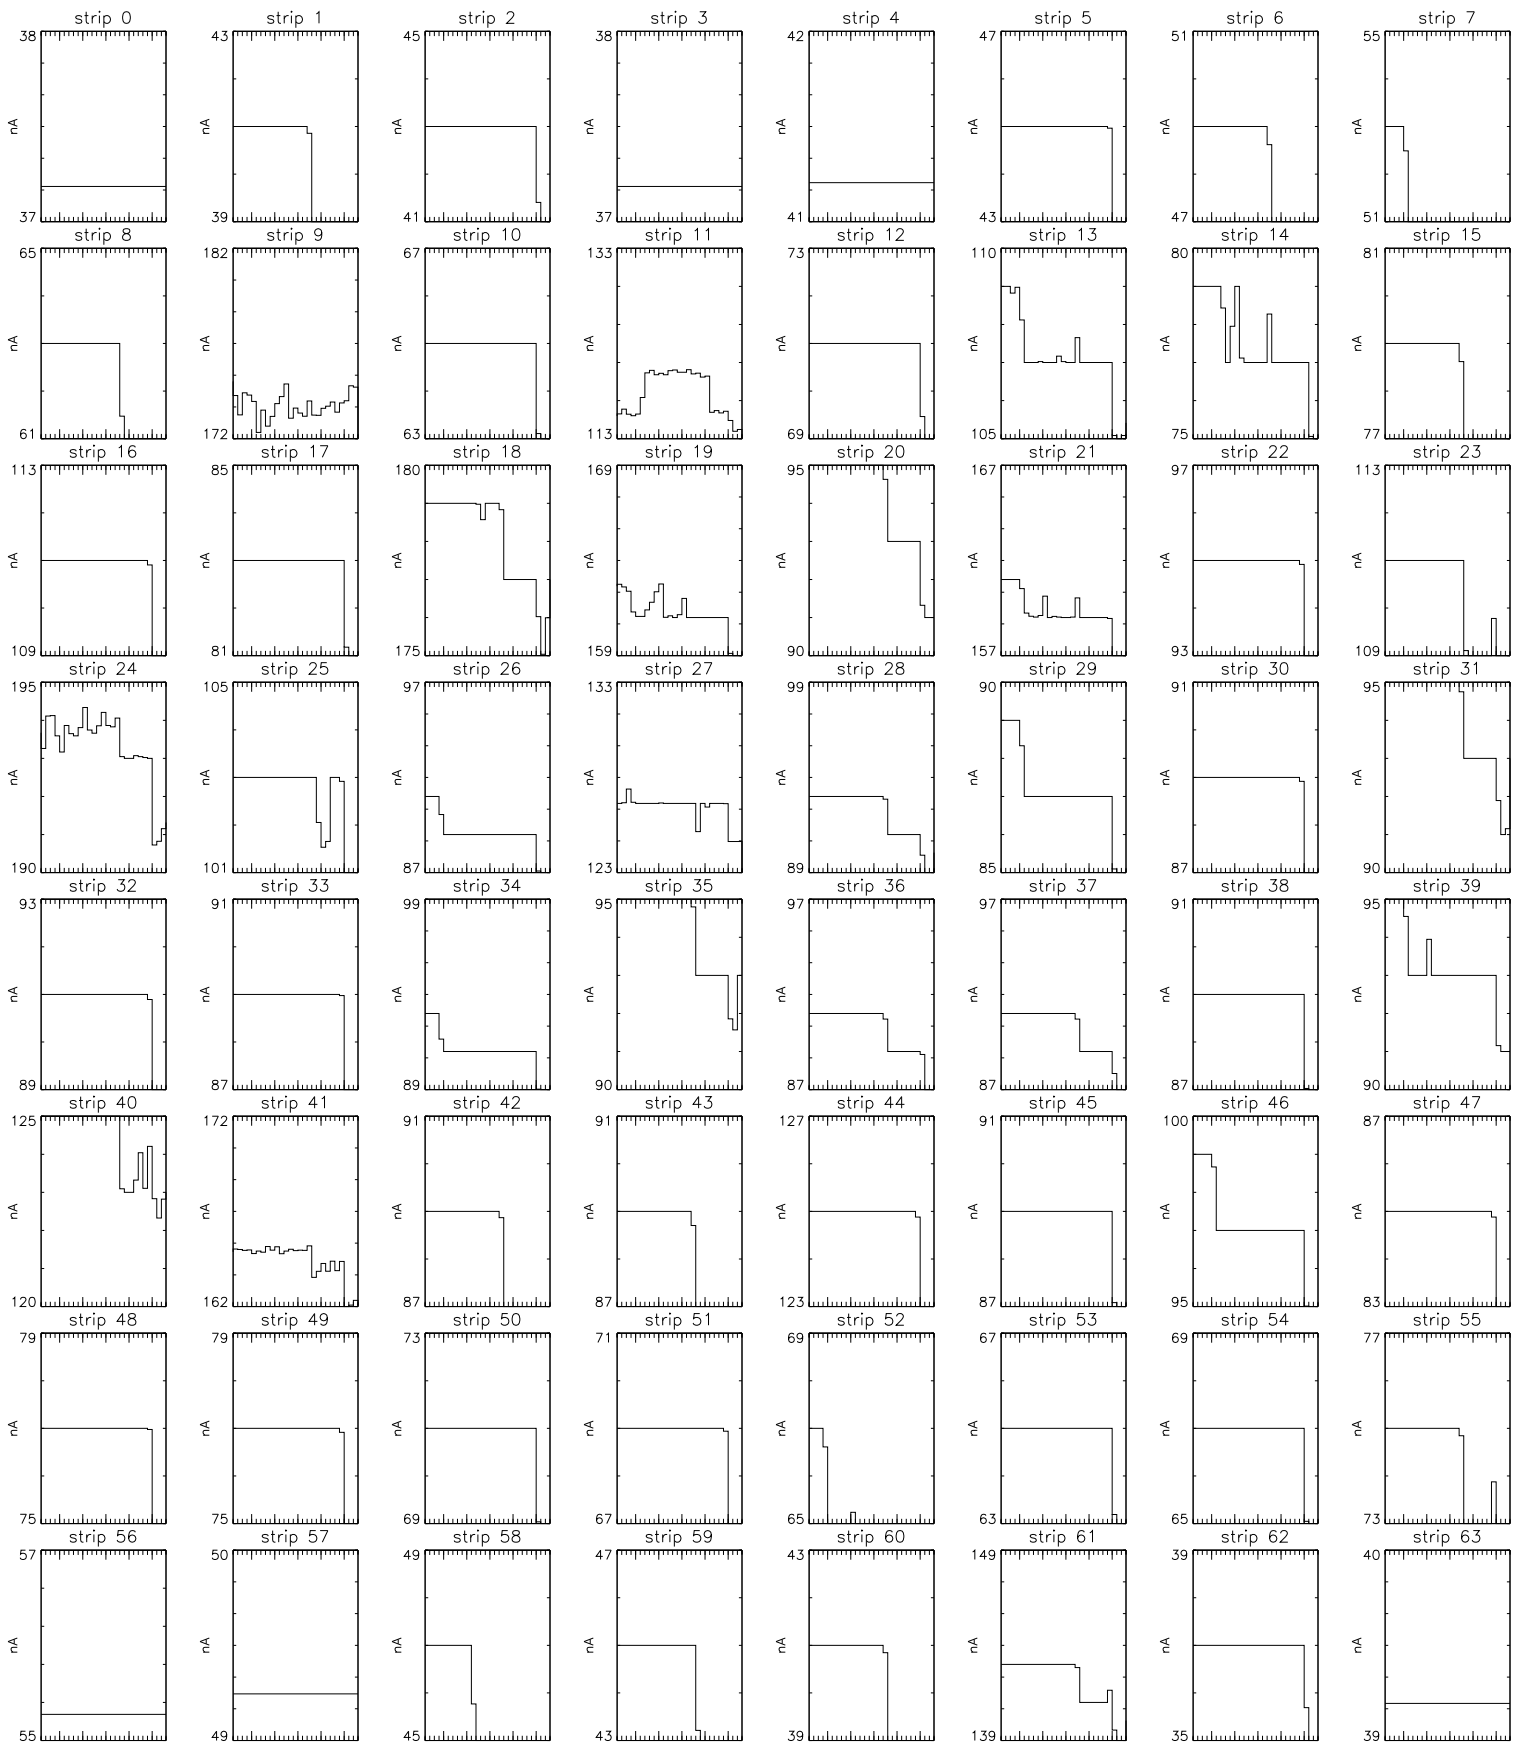 strip 0 strip 1 strip 2 strip 3 strip 4 strip 5 strip 6 strip 7
38 43 45 38 42 47 51 55
nA nA nA nA nA nA nA nA
37 39 41 37 41 43 47 51
strip 8 strip 9 strip 10 strip 11 strip 12 strip 13 strip 14 strip 15
65 182 67 133 73 110 80 81
nA nA nA nA nA nA nA nA
61 172 63 113 69 105 75 77
strip 16 strip 17 strip 18 strip 19 strip 20 strip 21 strip 22 strip 23
113 85 180 169 95 167 97 113
nA nA nA nA nA nA nA nA
109 81 175 159 90 157 93 109
strip 24 strip 25 strip 26 strip 27 strip 28 strip 29 strip 30 strip 31
195 105 97 133 99 90 91 95
nA nA nA nA nA nA nA nA
190 101 87 123 89 85 87 90
strip 32 strip 33 strip 34 strip 35 strip 36 strip 37 strip 38 strip 39
93 91 99 95 97 97 91 95
nA nA nA nA nA nA nA nA
89 87 89 90 87 87 87 90
strip 40 strip 41 strip 42 strip 43 strip 44 strip 45 strip 46 strip 47
125 172 91 91 127 91 100 87
nA nA nA nA nA nA nA nA
120 162 87 87 123 87 95 83
strip 48 strip 49 strip 50 strip 51 strip 52 strip 53 strip 54 strip 55
79 79 73 71 69 67 69 77
nA nA nA nA nA nA nA nA
75 75 69 67 65 63 65 73
strip 56 strip 57 strip 58 strip 59 strip 60 strip 61 strip 62 strip 63
57 50 49 47 43 149 39 40
nA nA nA nA nA nA nA nA
55 49 45 43 39 139 35 39